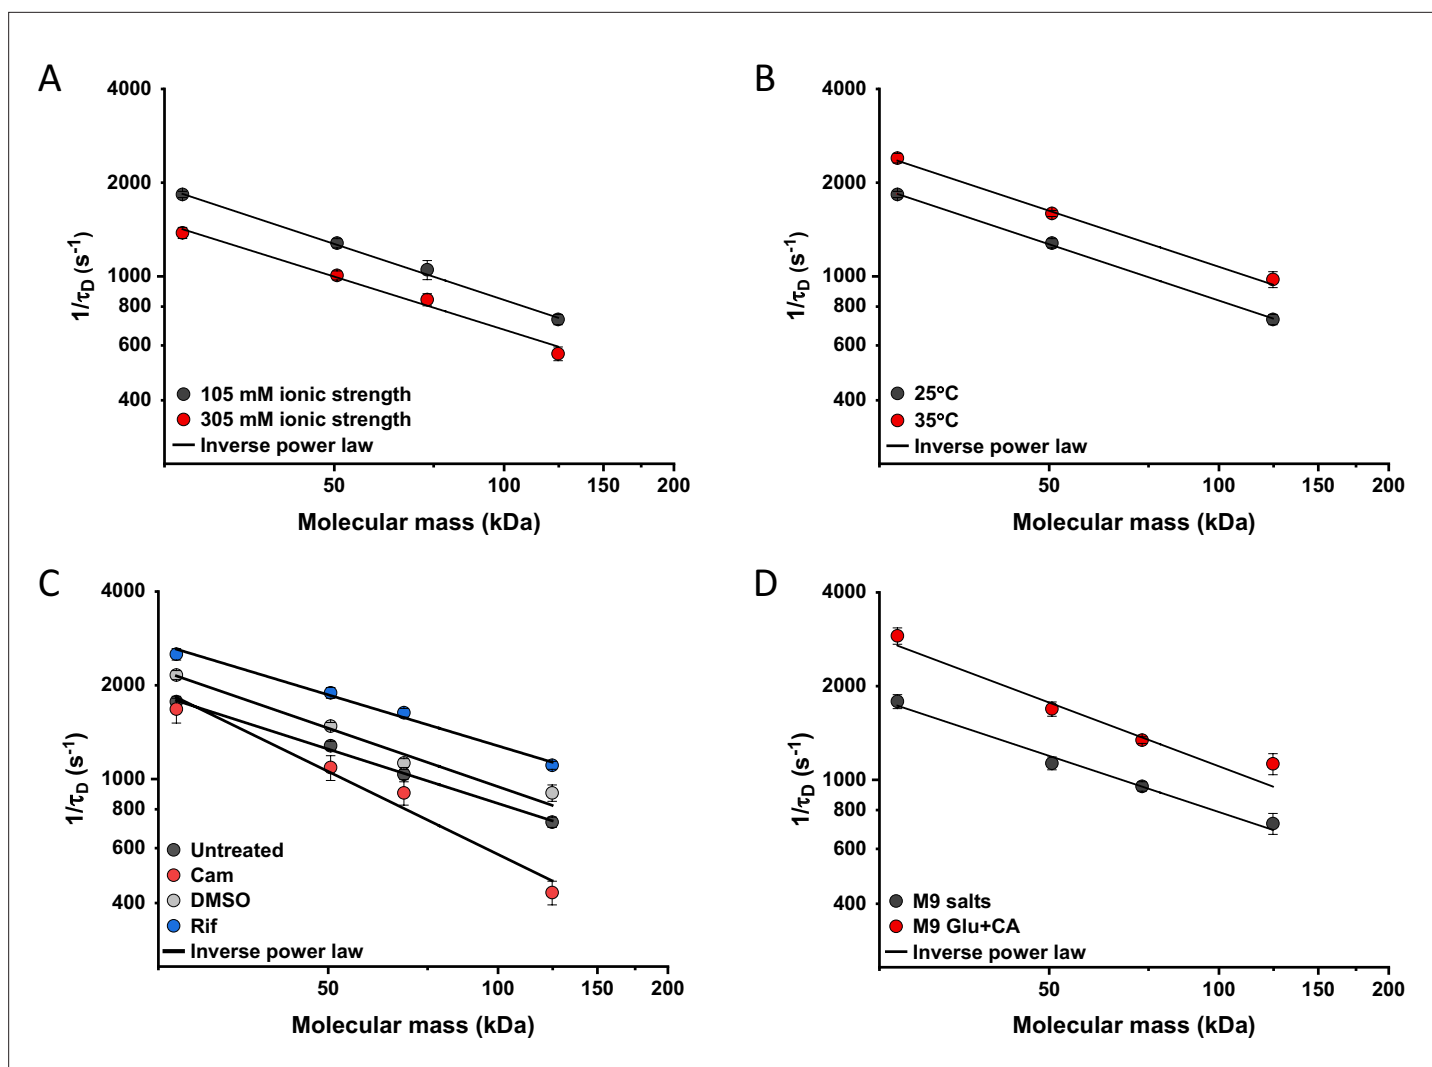 A
4000
2000
1000
800
600
400
1/τD (s-1)
105 mM ionic strength
305 mM ionic strength
Inverse power law
50
100
150
200
Molecular mass (kDa)
B
4000
2000
1000
800
600
400
1/τD (s-1)
25°C
35°C
Inverse power law
50
100
150
200
Molecular mass (kDa)
C
4000
2000
1000
800
600
400
1/τD (s-1)
Untreated
Cam
DMSO
Rif
Inverse power law
50
100
150
200
Molecular mass (kDa)
D
4000
2000
1000
800
600
400
1/τD (s-1)
M9 salts
M9 Glu+CA
Inverse power law
50
100
150
200
Molecular mass (kDa)